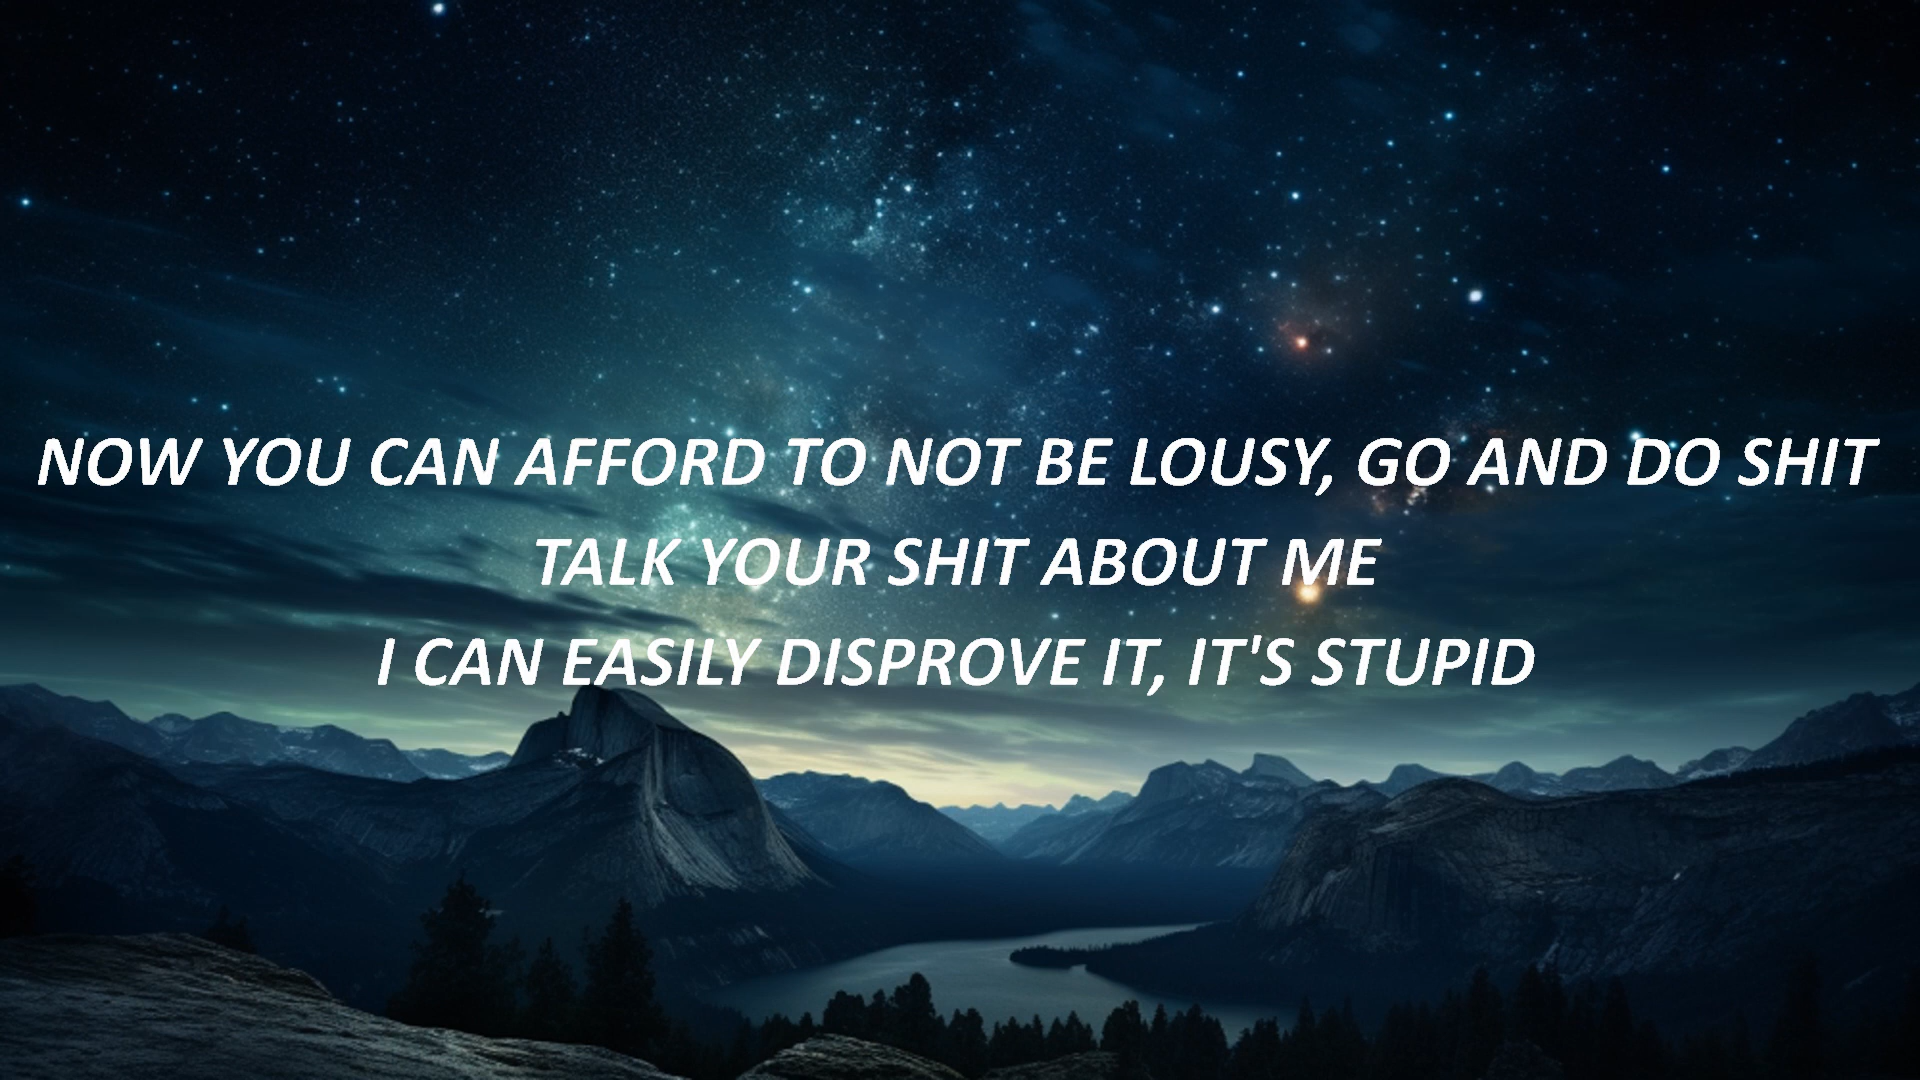 NOW YOU CAN AFFORD TO NOT BE LOUSY, GO AND DO SHIT
TALK YOUR SHIT ABOUT ME
I CAN EASILY DISPROVE IT, IT'S STUPID